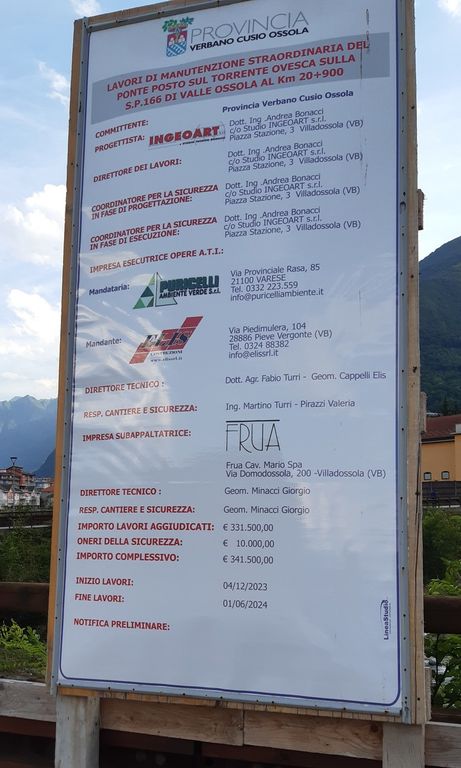 PROVINCIA
VERBANO CUSIO OSSOLA
LAVORI DI MANUTENZIONE STRAORDINARIA DEL
PONTE POSTO SUL TORRENTE OVESCA SULLA
S.P.166 DI VALLE OSSOLA AL Km 20+900
COMMITTENTE: Provincia Verbano Cusio Ossola
PROGETTISTA: INGEOART s.r.l. Dott. Ing .Andrea Bonacci
c/o Studio INGEOART s.r.l.
Piazza Stazione, 3 Villadossola (VB)
DIRETTORE DEI LAVORI: Dott. Ing .Andrea Bonacci
c/o Studio INGEOART s.r.l.
Piazza Stazione, 3 Villadossola (VB)
COORDINATORE PER LA SICUREZZA
IN FASE DI PROGETTAZIONE:
Dott. Ing .Andrea Bonacci
c/o Studio INGEOART s.r.l.
Piazza Stazione, 3 Villadossola (VB)
COORDINATORE PER LA SICUREZZA
IN FASE DI ESECUZIONE:
Dott. Ing .Andrea Bonacci
c/o Studio INGEOART s.r.l.
Piazza Stazione, 3 Villadossola (VB)
IMPRESA ESECUTRICE OPERE A.T.I.:
Mandataria:
PURICELLI
AMBIENTE VERDE S.r.l.
Via Provinciale Rasa, 85
21100 VARESE
Tel. 0332 223.559
info@puricelliambiente.it
Mandante:
ELIS
COSTRUZIONI
www.elissrl.it
Via Piedimulera, 104
28886 Pieve Vergonte (VB)
Tel. 0324 88382
info@elissrl.it
DIRETTORE TECNICO : Dott. Agr. Fabio Turri - Geom. Cappelli Elis
RESP. CANTIERE E SICUREZZA: Ing. Martino Turri - Pirazzi Valeria
IMPRESA SUBAPPALTATRICE: FRUA
Frua Cav. Mario Spa
Via Domodossola, 200 -Villadossola (VB)
DIRETTORE TECNICO : Geom. Minacci Giorgio
RESP. CANTIERE E SICUREZZA: Geom. Minacci Giorgio
IMPORTO LAVORI AGGIUDICATI: € 331.500,00
ONERI DELLA SICUREZZA: € 10.000,00
IMPORTO COMPLESSIVO: € 341.500,00
INIZIO LAVORI: 04/12/2023
FINE LAVORI: 01/06/2024
NOTIFICA PRELIMINARE:
LineaStudio